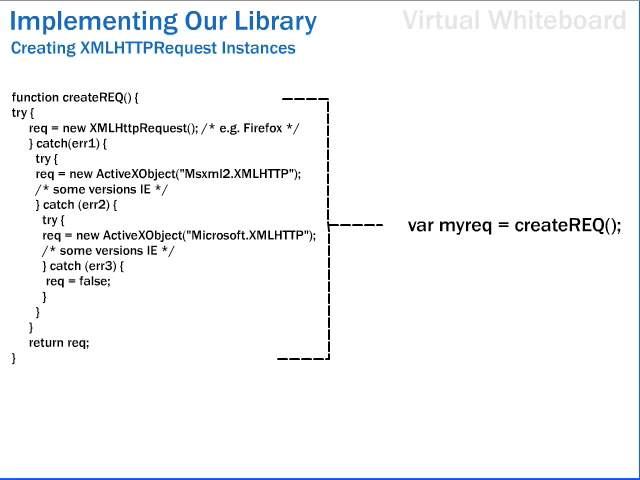 Implementing Our Library
Virtual Whiteboard
Creating XMLHTTPRequest Instances
function createREQ() {
try {
req = new XMLHttpRequest(); /* e.g. Firefox */
} catch(err1) {
try {
req = new ActiveXObject("Msxml2.XMLHTTP");
/* some versions IE */
} catch (err2) {
try {
req = new ActiveXObject("Microsoft.XMLHTTP");
/* some versions IE */
} catch (err3) {
req = false;
}
}
}
return req;
}
var myreq = createREQ();